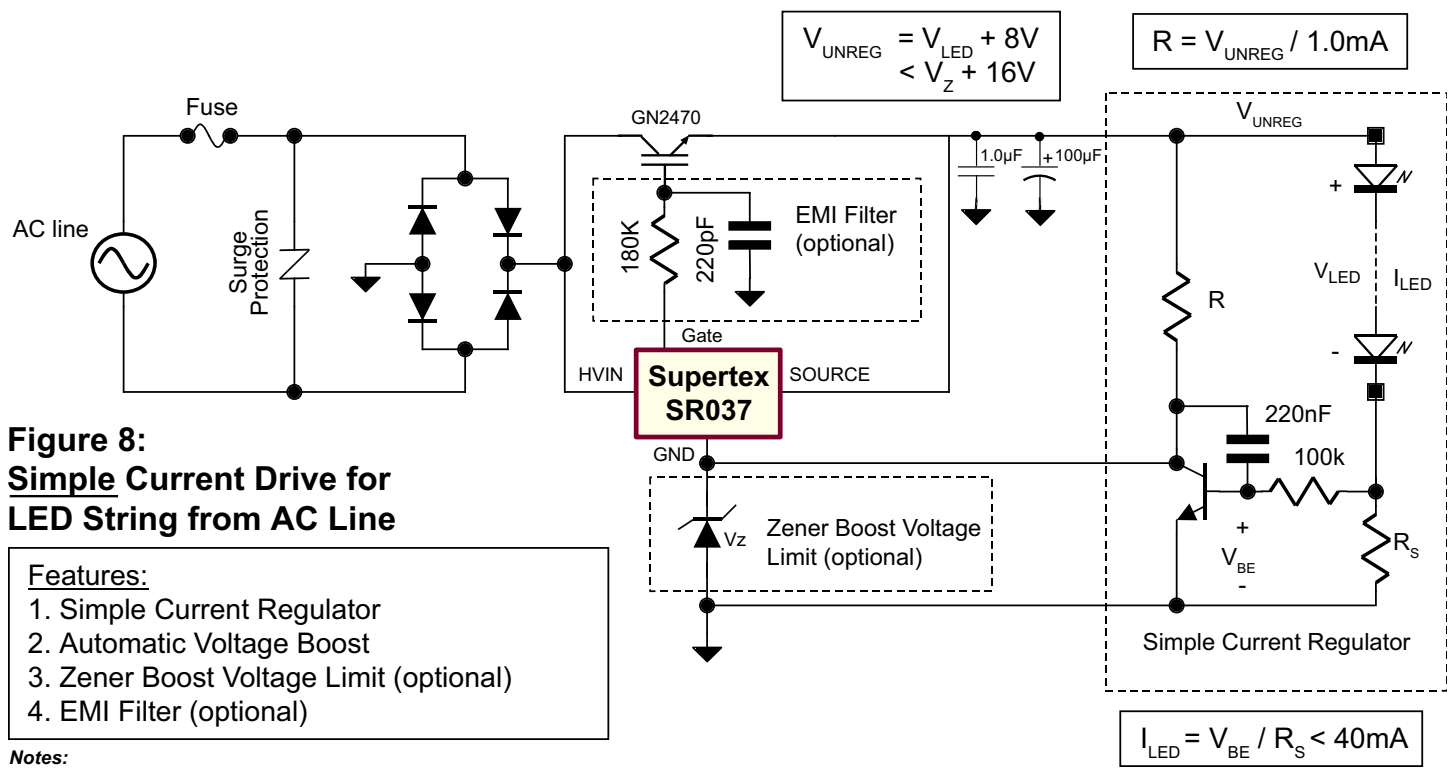 V_UNREG = V_LED + 8V
< V_Z + 16V
R = V_UNREG / 1.0mA
Fuse
GN2470
V_UNREG
1.0µF
+
100µF
AC line
Surge
Protection
180K
220pF
EMI Filter
(optional)
+
V_LED
I_LED
-
R
Gate
HVIN
Supertex
SR037
SOURCE
GND
220nF
100k
Figure 8:
Simple Current Drive for
LED String from AC Line
Vz
Zener Boost Voltage
Limit (optional)
+
V_BE
-
R_S
Simple Current Regulator
Features:
1. Simple Current Regulator
2. Automatic Voltage Boost
3. Zener Boost Voltage Limit (optional)
4. EMI Filter (optional)
I_LED = V_BE / R_S < 40mA
Notes: